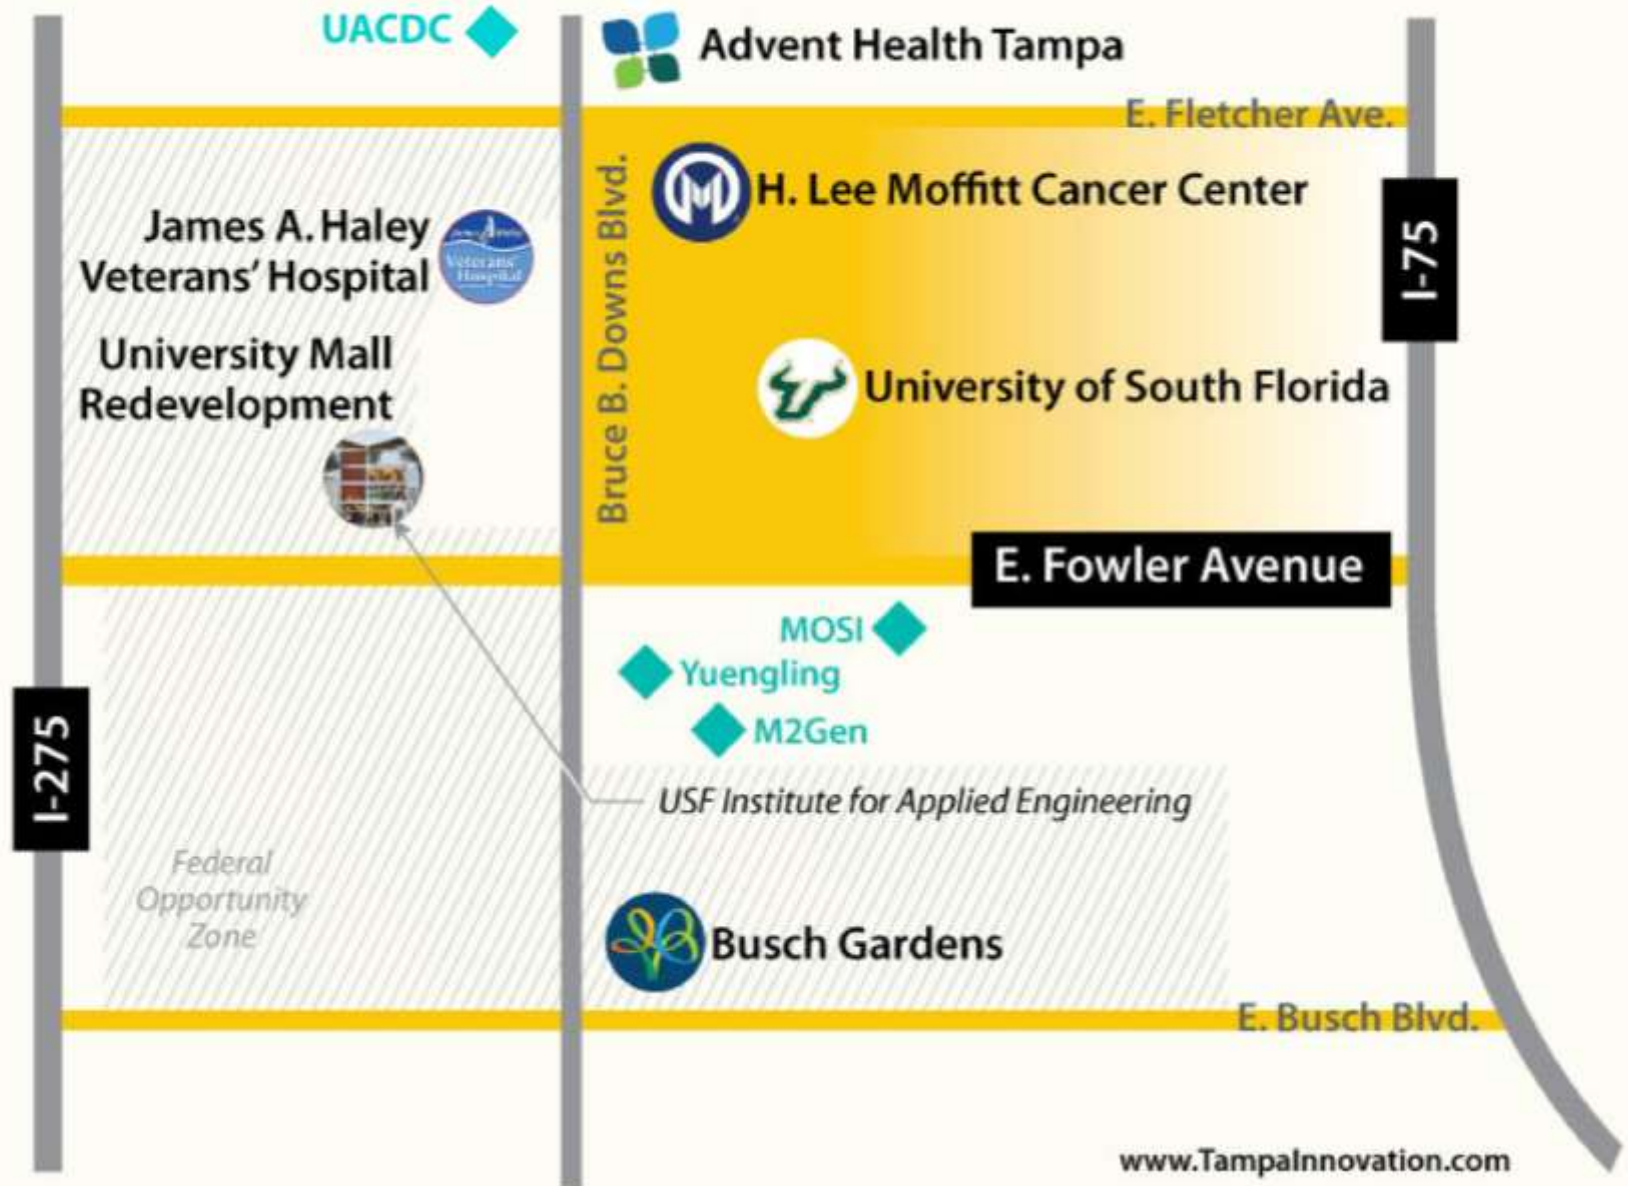 UACDC
Advent Health Tampa
E. Fletcher Ave.
H. Lee Moffitt Cancer Center
Bruce B. Downs Blvd.
James A. Haley
Veterans' Hospital
Veterans'
Hospital
I-75
University Mall
Redevelopment
University of South Florida
E. Fowler Avenue
MOSI
Yuengling
M2Gen
I-275
USF Institute for Applied Engineering
Federal
Opportunity
Zone
Busch Gardens
E. Busch Blvd.
www.TampaInnovation.com